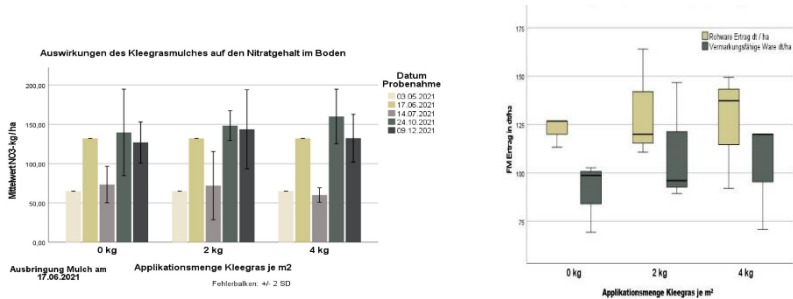 Auswirkungen des Kleegrasmulches auf den Nitratgehalt im Boden
Mittelwert NO3-kg/ha
200,00
150,00
100,00
50,00
0,00
0 kg
2 kg
4 kg
Applikationsmenge Kleegras je m2
Ausbringung Mulch am
17.06.2021
Fehlerbalken: +/- 2 SD
Datum
Probenahme
03.05.2021
17.06.2021
14.07.2021
24.10.2021
09.12.2021
Rohware Ertrag dt / ha
Vermarkungsfähige Ware dt/ha
FM Ertrag in dt/ha
175
150
125
100
75
0 kg
2 kg
4 kg
Applikationsmenge Kleegras je m²